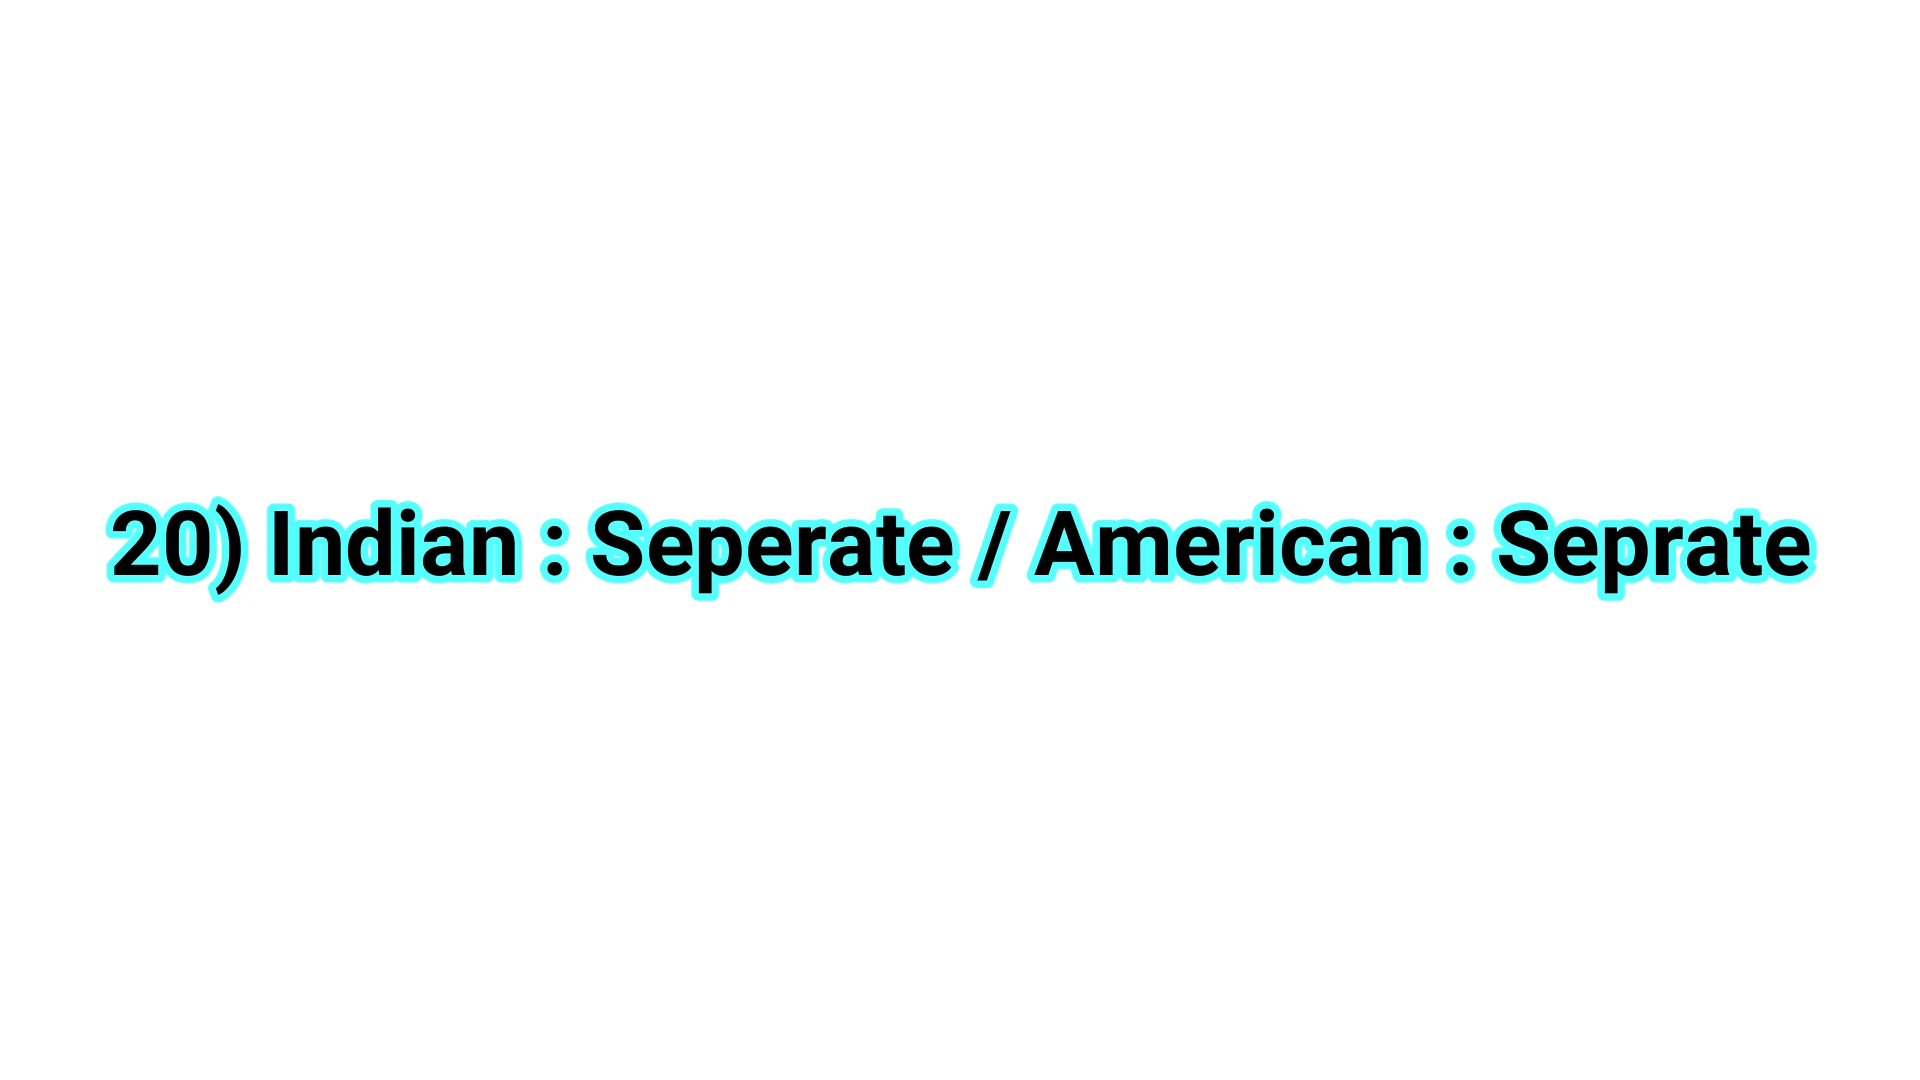 20) Indian : Seperate / American : Seprate